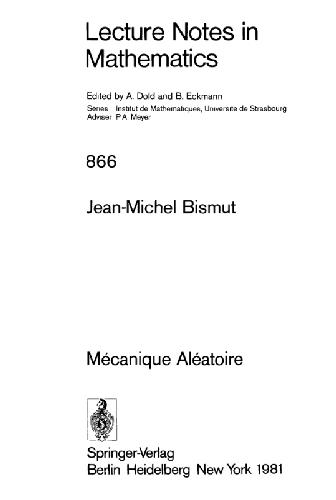 Lecture Notes in
Mathematics
Edited by A. Dold and B. Eckmann
Series Institut de Mathématiques, Université de Strasbourg
Adviser P.A. Meyer
866
Jean-Michel Bismut
Mécanique Aléatoire
Springer-Verlag
Berlin Heidelberg New York 1981